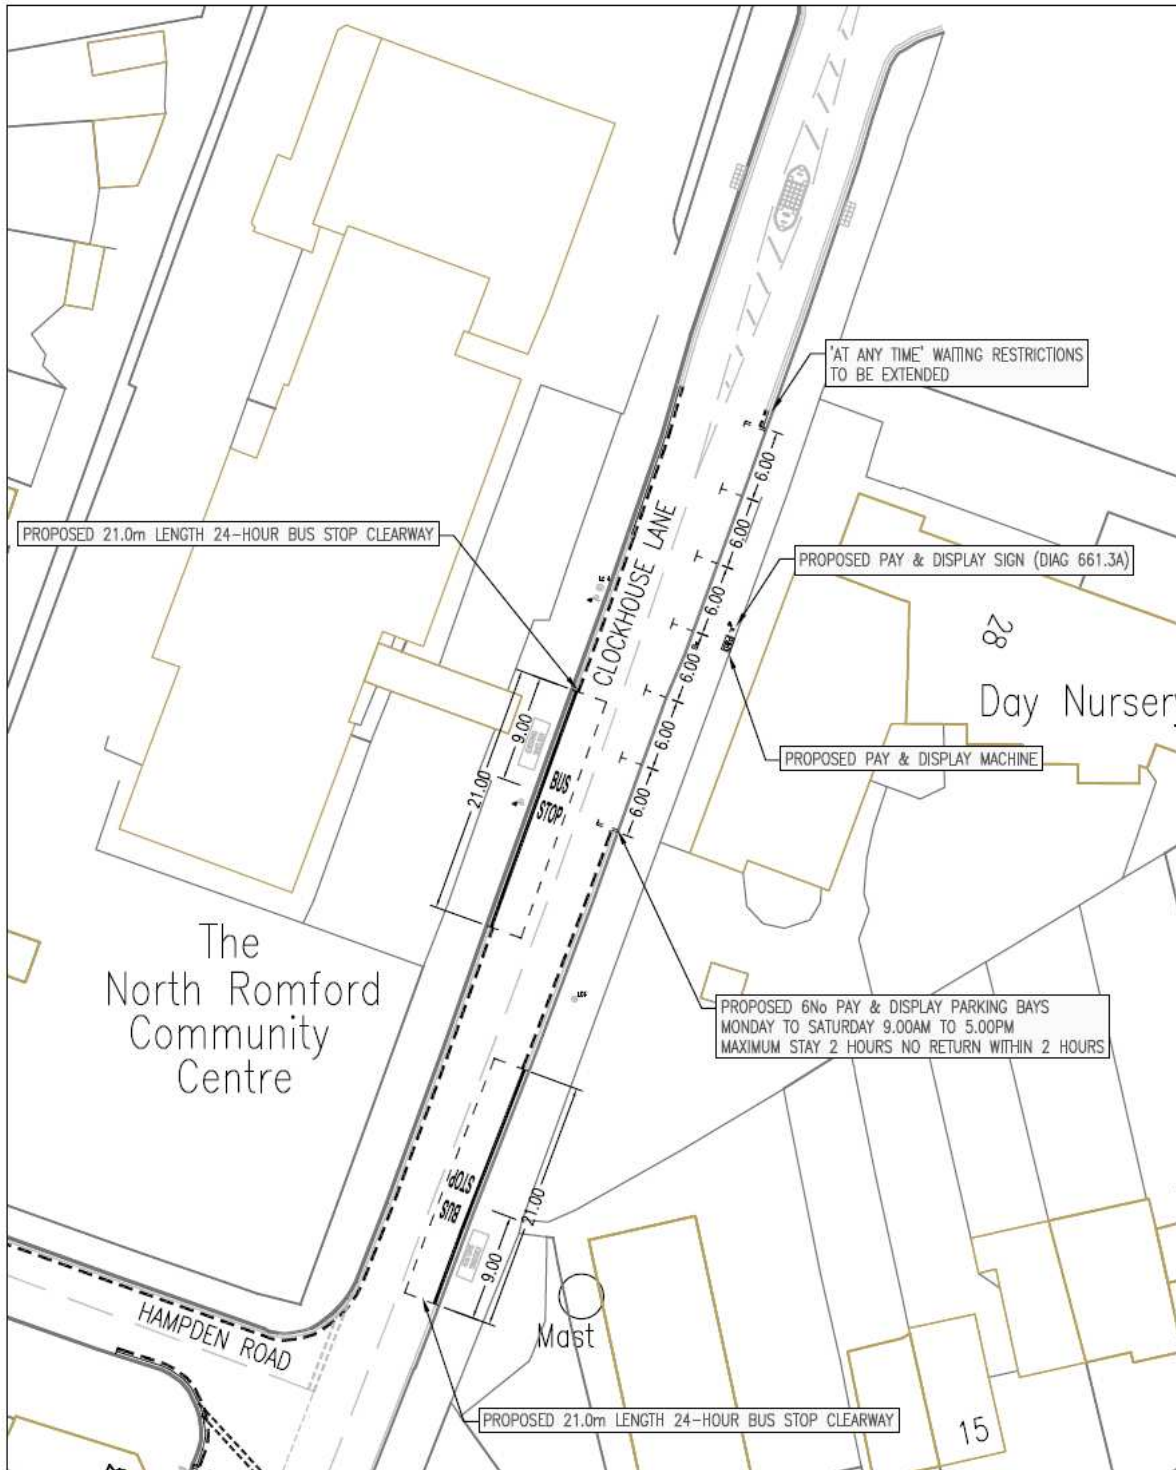 'AT ANY TIME' WAITING RESTRICTIONS
TO BE EXTENDED
6.00
6.00
6.00
6.00
6.00
6.00
PROPOSED 21.0m LENGTH 24-HOUR BUS STOP CLEARWAY
CLOCKHOUSE LANE
PROPOSED PAY & DISPLAY SIGN (DIAG 661.3A)
28
Day Nursery
PROPOSED PAY & DISPLAY MACHINE
9.00
21.00
BUS
STOP
The
North Romford
Community
Centre
PROPOSED 6No PAY & DISPLAY PARKING BAYS
MONDAY TO SATURDAY 9.00AM TO 5.00PM
MAXIMUM STAY 2 HOURS NO RETURN WITHIN 2 HOURS
BUS
STOP
21.00
9.00
HAMPDEN ROAD
Mast
PROPOSED 21.0m LENGTH 24-HOUR BUS STOP CLEARWAY
15